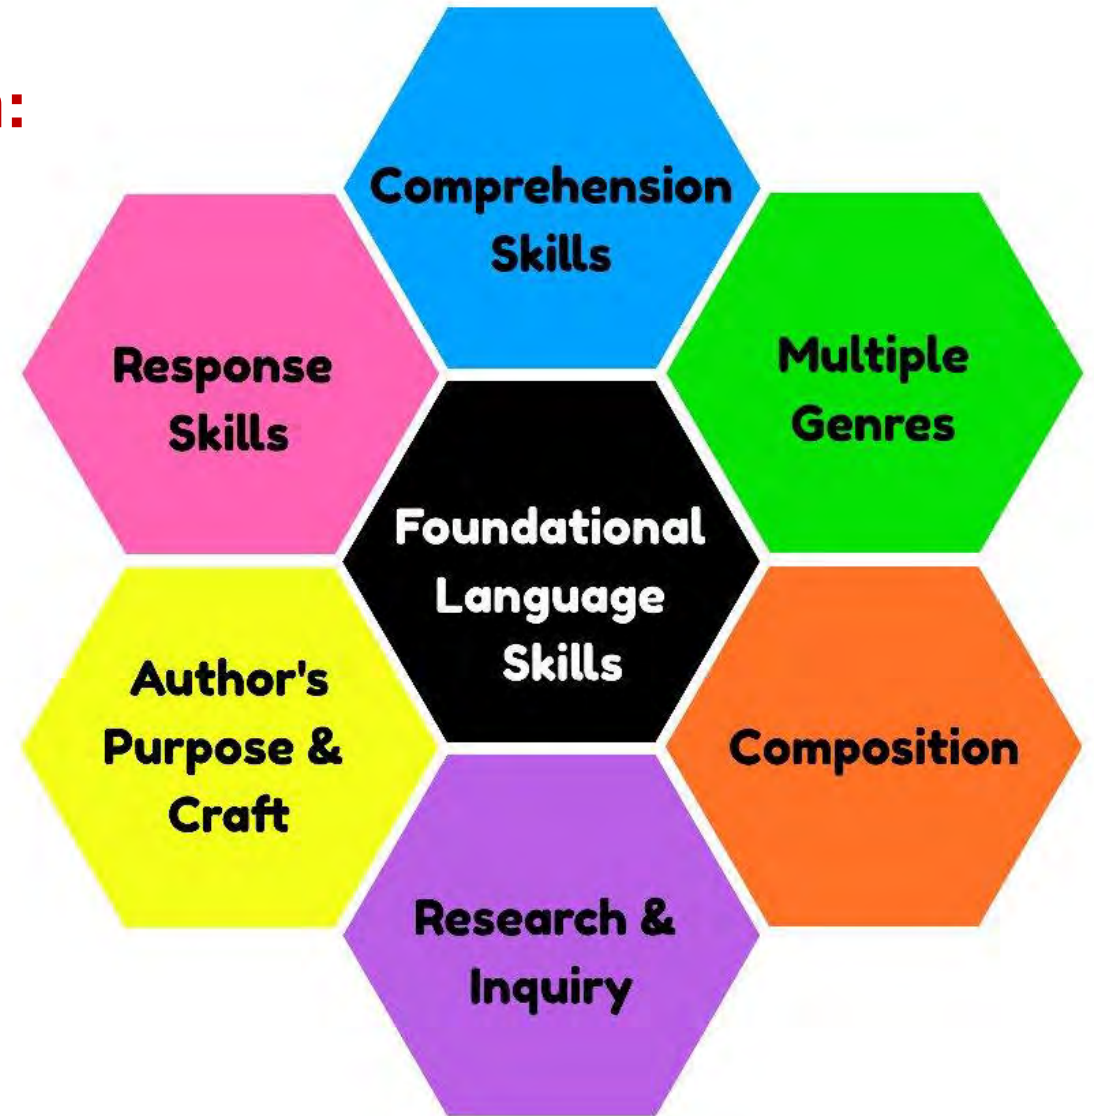 Comprehension
Skills
Response
Skills
Multiple
Genres
Foundational
Language
Skills
Author's
Purpose &
Craft
Composition
Research &
Inquiry